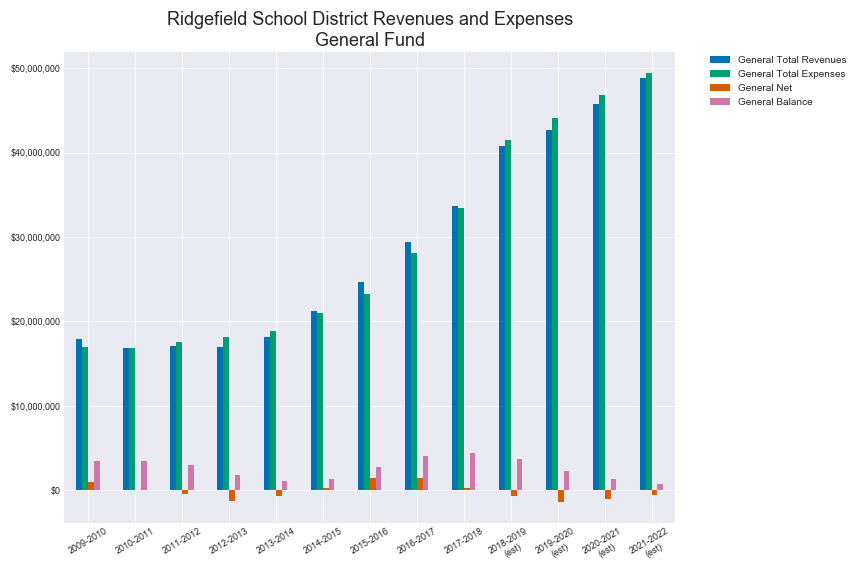 Ridgefield School District Revenues and Expenses
General Fund
General Total Revenues
General Total Expenses
General Net
General Balance
$50,000,000
$40,000,000
$30,000,000
$20,000,000
$10,000,000
$0
2009-2010
2010-2011
2011-2012
2012-2013
2013-2014
2014-2015
2015-2016
2016-2017
2017-2018
2018-2019
(est)
2019-2020
(est)
2020-2021
(est)
2021-2022
(est)